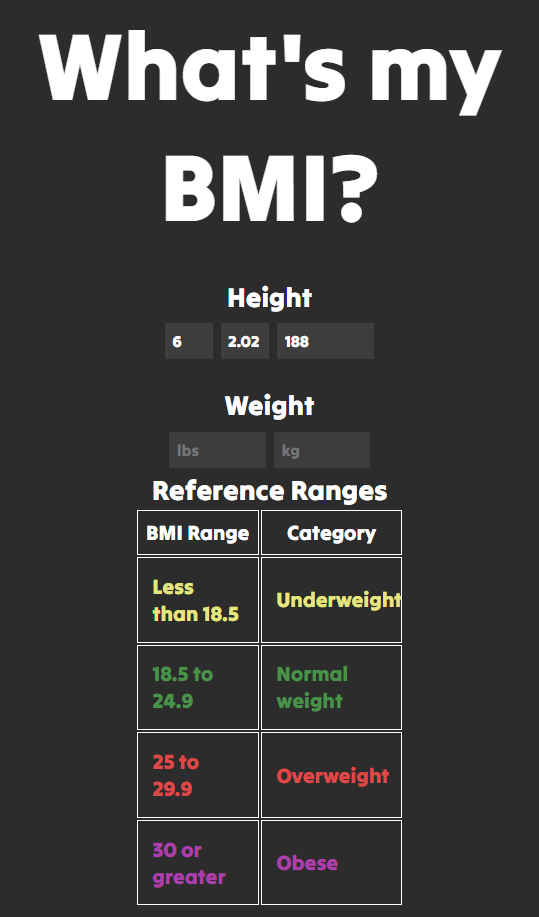 What's my
BMI?
Height
6 2.02 188
Weight
lbs kg
Reference Ranges
BMI Range Category
Less
than 18.5
Underweight
18.5 to
24.9
Normal
weight
25 to
29.9
Overweight
30 or
greater
Obese